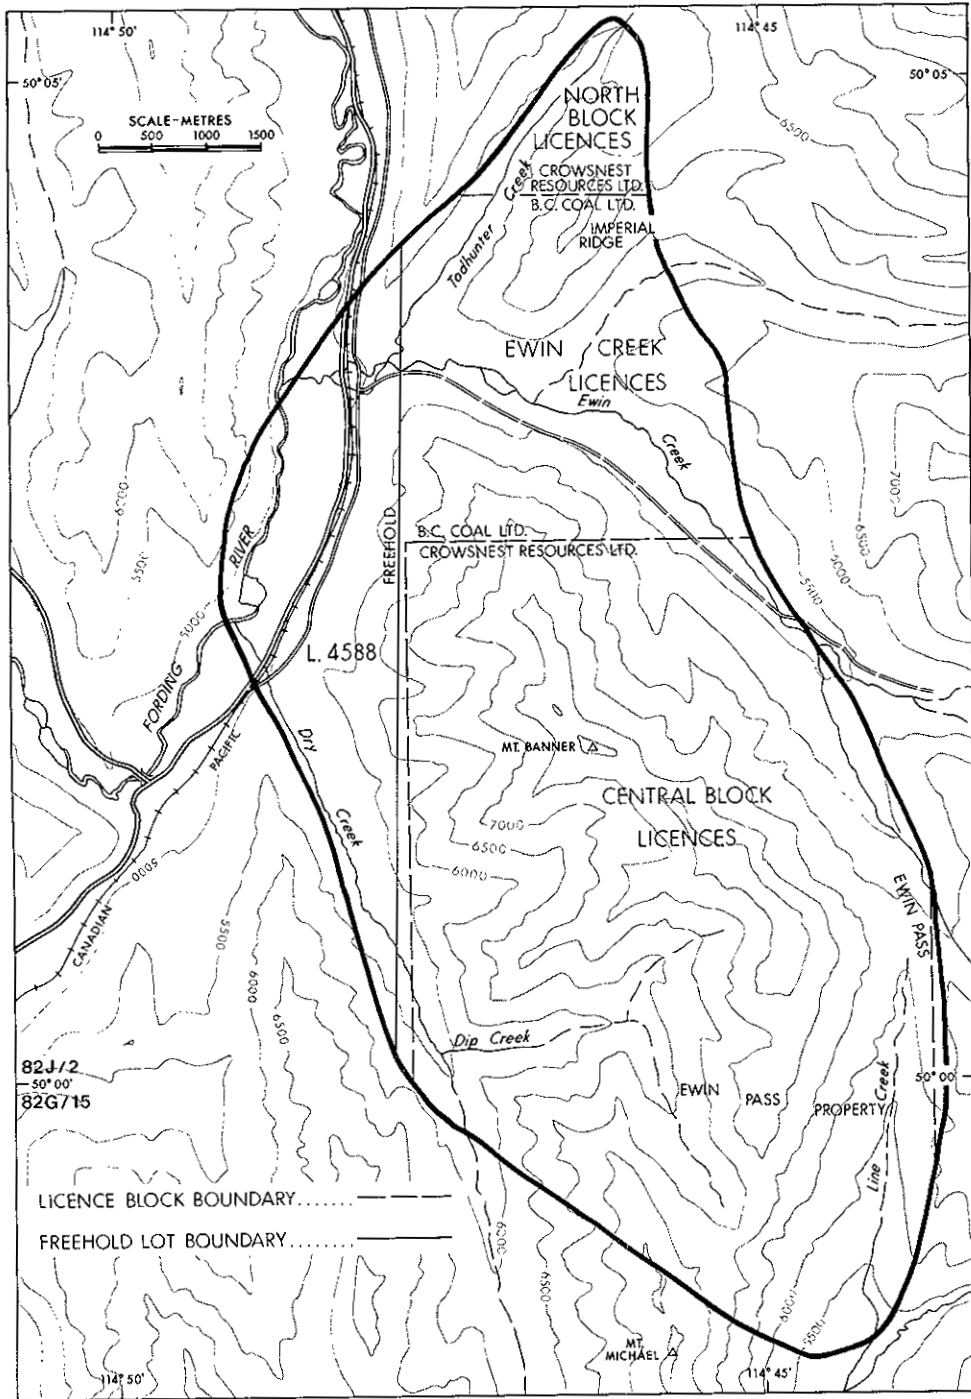 114° 50'
114° 45
50° 05'
50° 05'
SCALE-METRES
0 500 1000 1500
NORTH
BLOCK
LICENCES
6500
CROWSNEST
RESOURCES LTD.
B.C. COAL LTD.
IMPERIAL
RIDGE
Todhunter Creek
EWIN CREEK
LICENCES
Ewin
Creek
7000
6500
6000
5500
6000
5500
5000
RIVER
FORDING
FREEHOLD
B.C. COAL LTD.
CROWSNEST RESOURCES LTD.
L. 4588
Dry
Creek
MT. BANNER
CENTRAL BLOCK
LICENCES
7000
6500
6000
PACIFIC
CANADIAN
5000
5500
6000
6500
EWIN PASS
Dip Creek
EWIN PASS PROPERTY
Line Creek
82J/2
50° 00'
82G/15
50° 00'
LICENCE BLOCK BOUNDARY.......
FREEHOLD LOT BOUNDARY........
6000
6500
6000
5500
MT.
MICHAEL
114° 50'
114° 45'